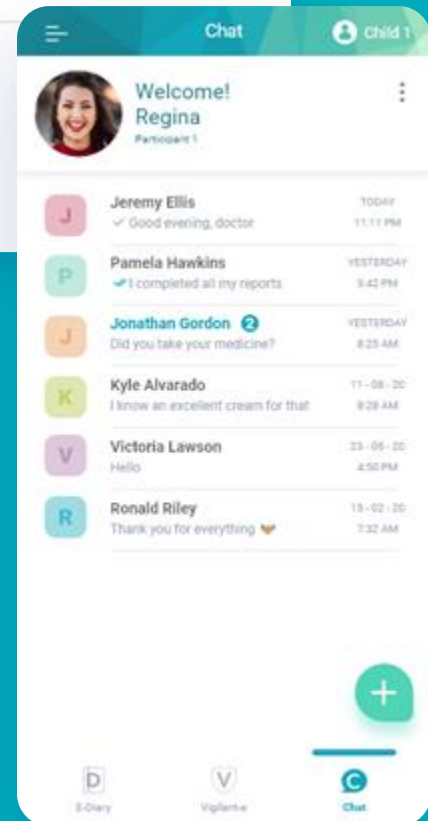 Chat
Child 1
Welcome!
Regina
Participant 1
J
Jeremy Ellis
TODAY
Good evening, doctor
11:11 PM
P
Pamela Hawkins
YESTERDAY
I completed all my reports
3:42 PM
J
Jonathan Gordon 2
YESTERDAY
Did you take your medicine?
8:25 AM
K
Kyle Alvarado
11 - 08 - 20
I know an excellent cream for that
8:28 AM
V
Victoria Lawson
23 - 06 - 20
Hello
4:50 PM
R
Ronald Riley
15 - 02 - 20
Thank you for everything
7:32 AM
D
V
C
E-Diary
Chat